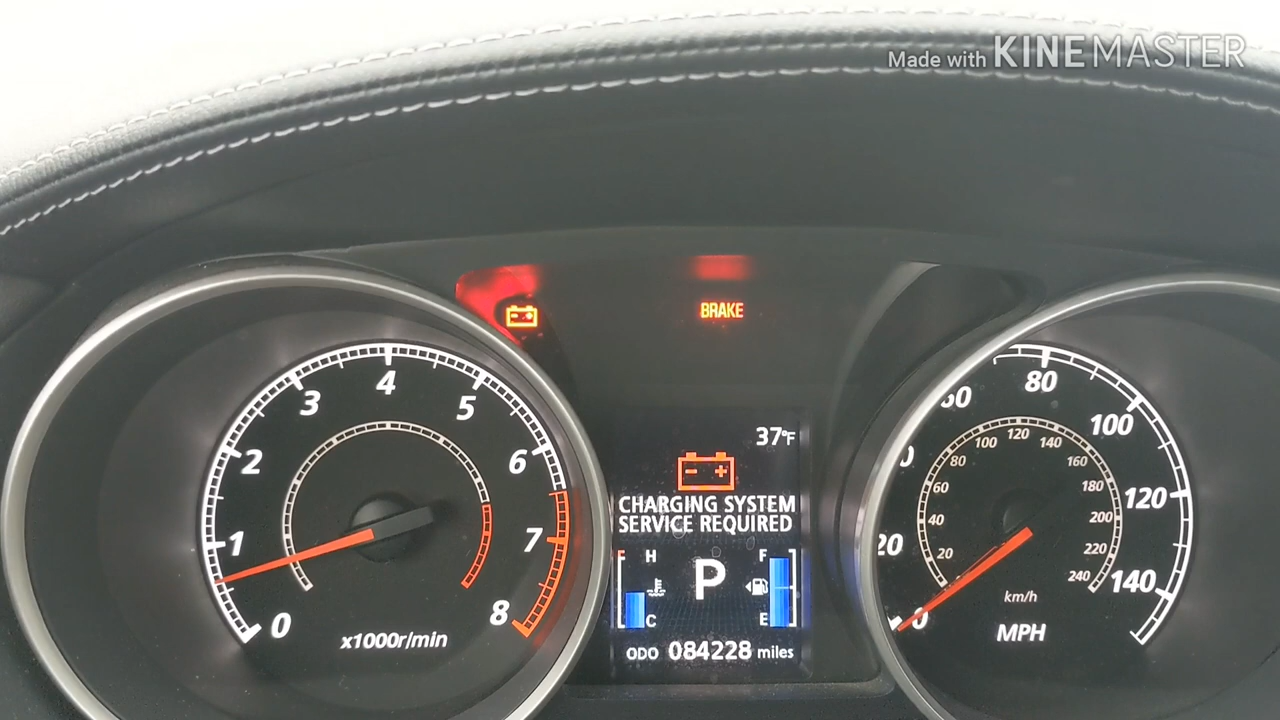 Made with KINEMASTER
BRAKE
37°F
CHARGING SYSTEM
SERVICE REQUIRED
H
F
P
C
E
ODO 084228 miles
0
1
2
3
4
5
6
7
8
x1000r/min
0
20
60
80
100
120
140
20
40
60
80
100
120
140
160
180
200
220
240
km/h
MPH